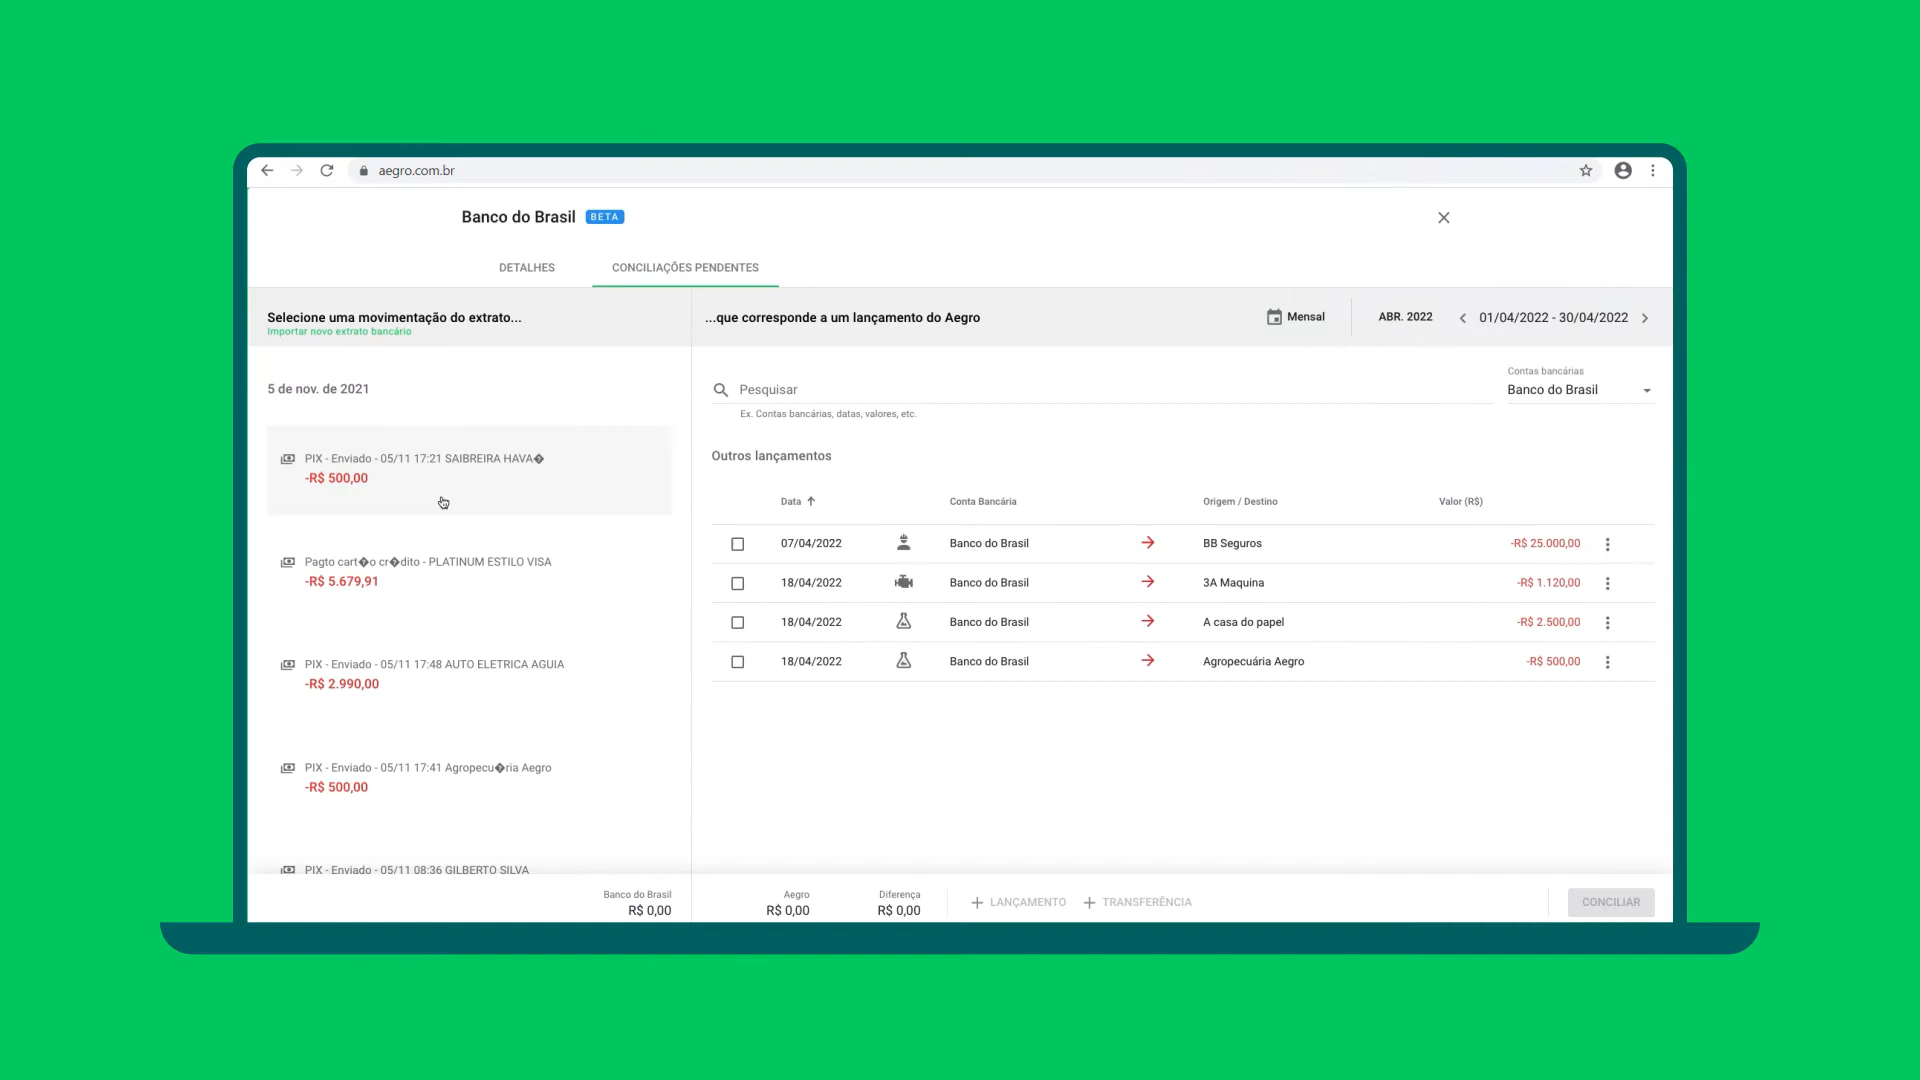 aegro.com.br
Banco do Brasil BETA
DETALHES CONCILIAÇÕES PENDENTES
Selecione uma movimentação do extrato...
Importar novo extrato bancário
...que corresponde a um lançamento do Aegro
Mensal
ABR. 2022
01/04/2022 - 30/04/2022
5 de nov. de 2021
PIX - Enviado - 05/11 17:21 SAIBREIRA HAVA�
-R$ 500,00
Pagto cart�o cr�dito - PLATINUM ESTILO VISA
-R$ 5.679,91
PIX - Enviado - 05/11 17:48 AUTO ELETRICA AGUIA
-R$ 2.990,00
PIX - Enviado - 05/11 17:41 Agropecu�ria Aegro
-R$ 500,00
PIX - Enviado - 05/11 08:36 GILBERTO SILVA
Pesquisar
Ex. Contas bancárias, datas, valores, etc.
Contas bancárias
Banco do Brasil
Outros lançamentos
Data Conta Bancária Origem / Destino Valor (R$)
07/04/2022 Banco do Brasil BB Seguros -R$ 25.000,00
18/04/2022 Banco do Brasil 3A Maquina -R$ 1.120,00
18/04/2022 Banco do Brasil A casa do papel -R$ 2.500,00
18/04/2022 Banco do Brasil Agropecuária Aegro -R$ 500,00
Banco do Brasil
R$ 0,00
Aegro
R$ 0,00
Diferença
R$ 0,00
LANÇAMENTO
TRANSFERÊNCIA
CONCILIAR